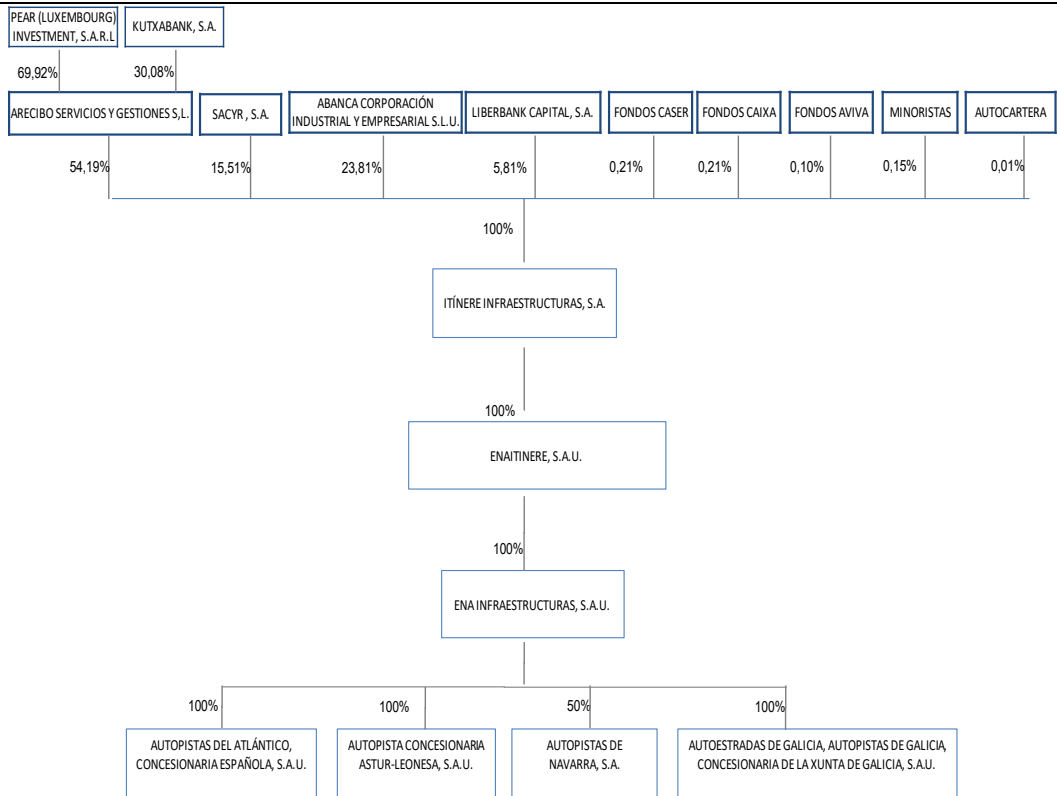 PEAR (LUXEMBOURG)
INVESTMENT, S.A.R.L
KUTXABANK, S.A.
69,92%
30,08%
ARECIBO SERVICIOS Y GESTIONES S,L.
SACYR , S.A.
ABANCA CORPORACIÓN
INDUSTRIAL Y EMPRESARIAL S.L.U.
LIBERBANK CAPITAL, S.A.
FONDOS CASER
FONDOS CAIXA
FONDOS AVIVA
MINORISTAS
AUTOCARTERA
54,19%
15,51%
23,81%
5,81%
0,21%
0,21%
0,10%
0,15%
0,01%
100%
ITÍNERE INFRAESTRUCTURAS, S.A.
100%
ENAITINERE, S.A.U.
100%
ENA INFRAESTRUCTURAS, S.A.U.
100%
100%
50%
100%
AUTOPISTAS DEL ATLÁNTICO,
CONCESIONARIA ESPAÑOLA, S.A.U.
AUTOPISTA CONCESIONARIA
ASTUR-LEONESA, S.A.U.
AUTOPISTAS DE
NAVARRA, S.A.
AUTOESTRADAS DE GALICIA, AUTOPISTAS DE GALICIA,
CONCESIONARIA DE LA XUNTA DE GALICIA, S.A.U.